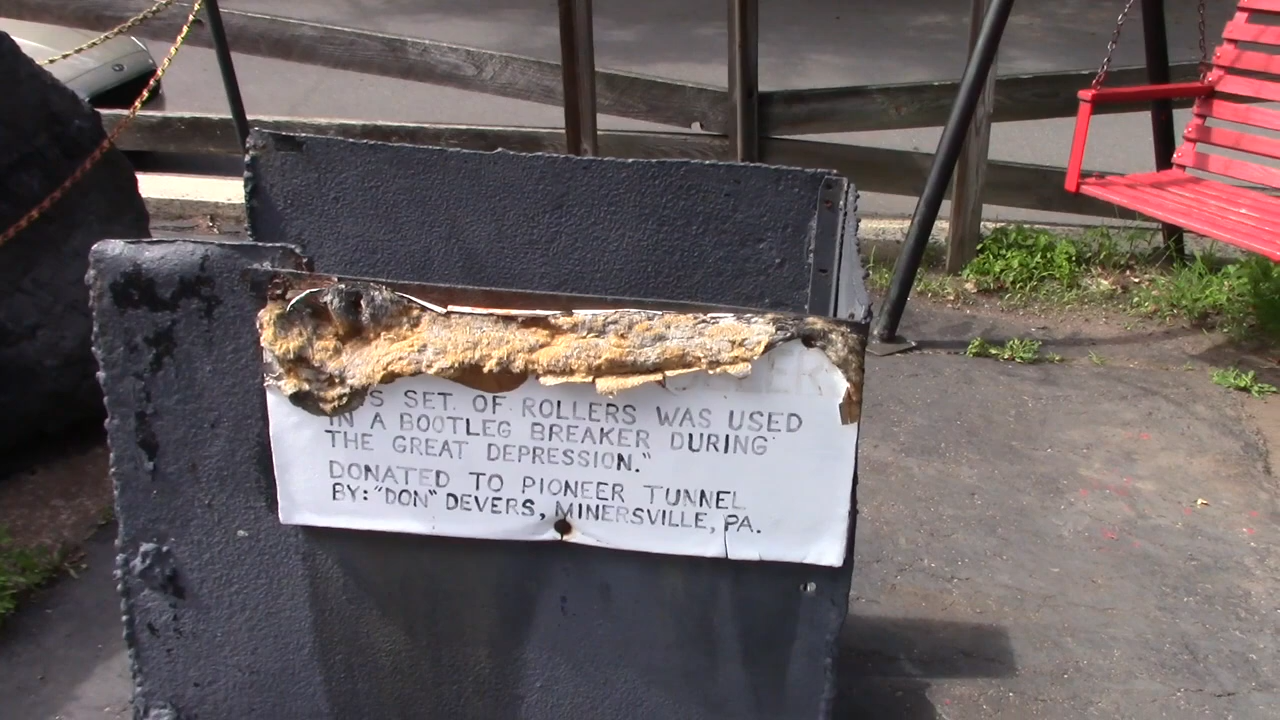 SET OF ROLLERS WAS USED
IN A BOOTLEG BREAKER DURING
THE GREAT DEPRESSION."
DONATED TO PIONEER TUNNEL
BY: "DON" DEVERS, MINERSVILLE, PA.